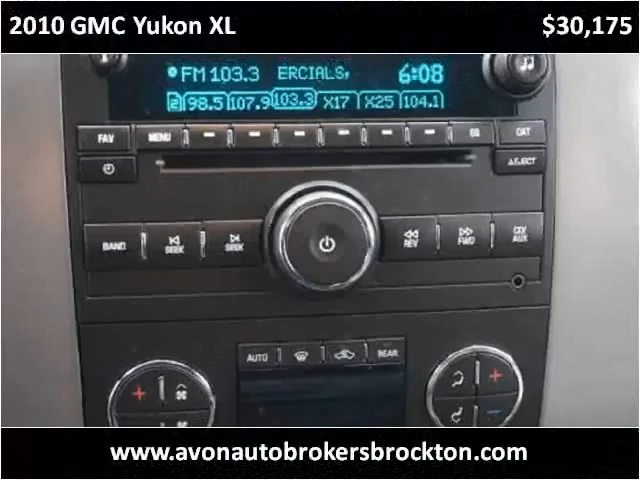 2010 GMC Yukon XL $30,175
FM 103.3 ERCIALS, 6:08
2 98.5 107.9 103.3 X17 X25 104.1
FAV MENU EQ CAT
EJECT
BAND SEEK SEEK REV FWD CD/AUX
AUTO REAR
www.avonautobrokersbrockton.com